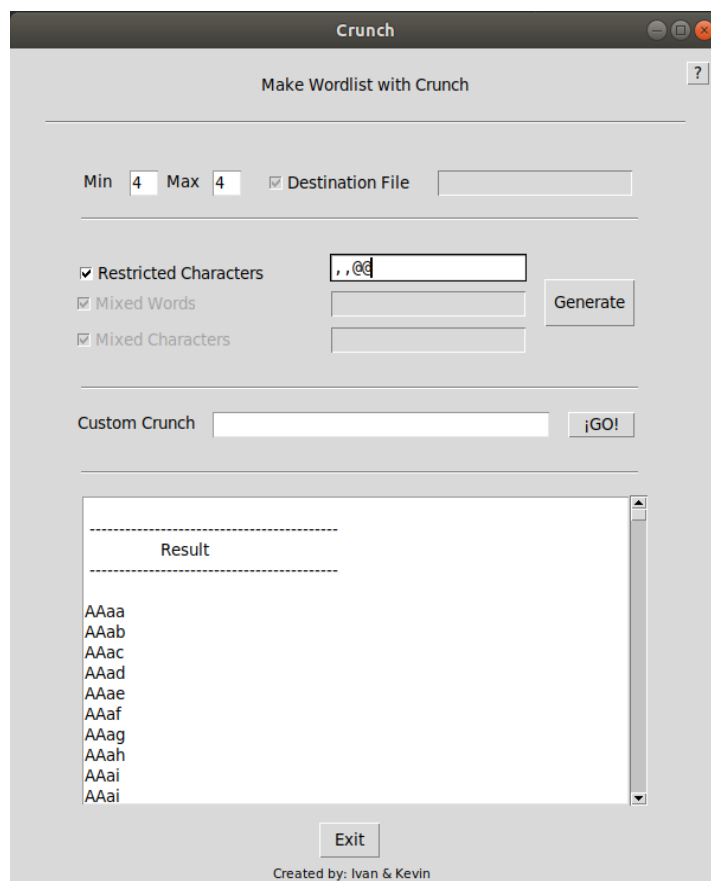 Crunch
?
Make Wordlist with Crunch
Min 4 Max 4 Destination File
Restricted Characters ,,@@
Mixed Words
Generate
Mixed Characters
Custom Crunch ¡GO!
-----------------------------------------
Result
-----------------------------------------
AAaa
AAab
AAac
AAad
AAae
AAaf
AAag
AAah
AAai
AAai
Exit
Created by: Ivan & Kevin